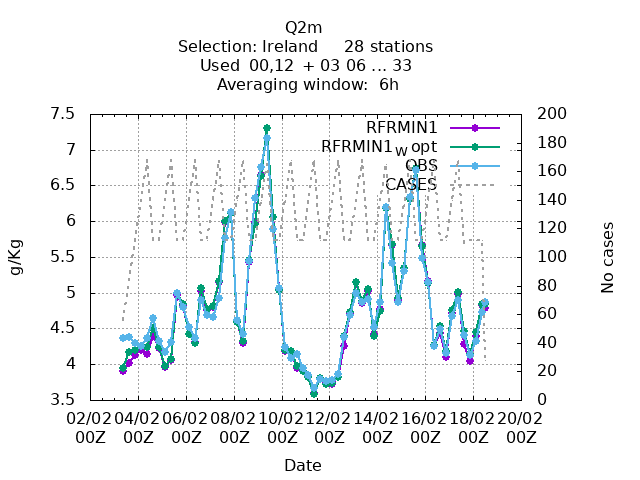 Q2m
Selection: Ireland 28 stations
Used 00,12 + 03 06 ... 33
Averaging window: 6h
7.5 200
RFRMIN1
7 180
RFRMIN1w opt
OBS 160
6.5 CASES
140
6 120
5.5 100
5 80
60
4.5
40
4 20
3.5 0
g/Kg
No cases
02/02 04/02 06/02 08/02 10/02 12/02 14/02 16/02 18/02 20/02
00Z 00Z 00Z 00Z 00Z 00Z 00Z 00Z 00Z 00Z
Date